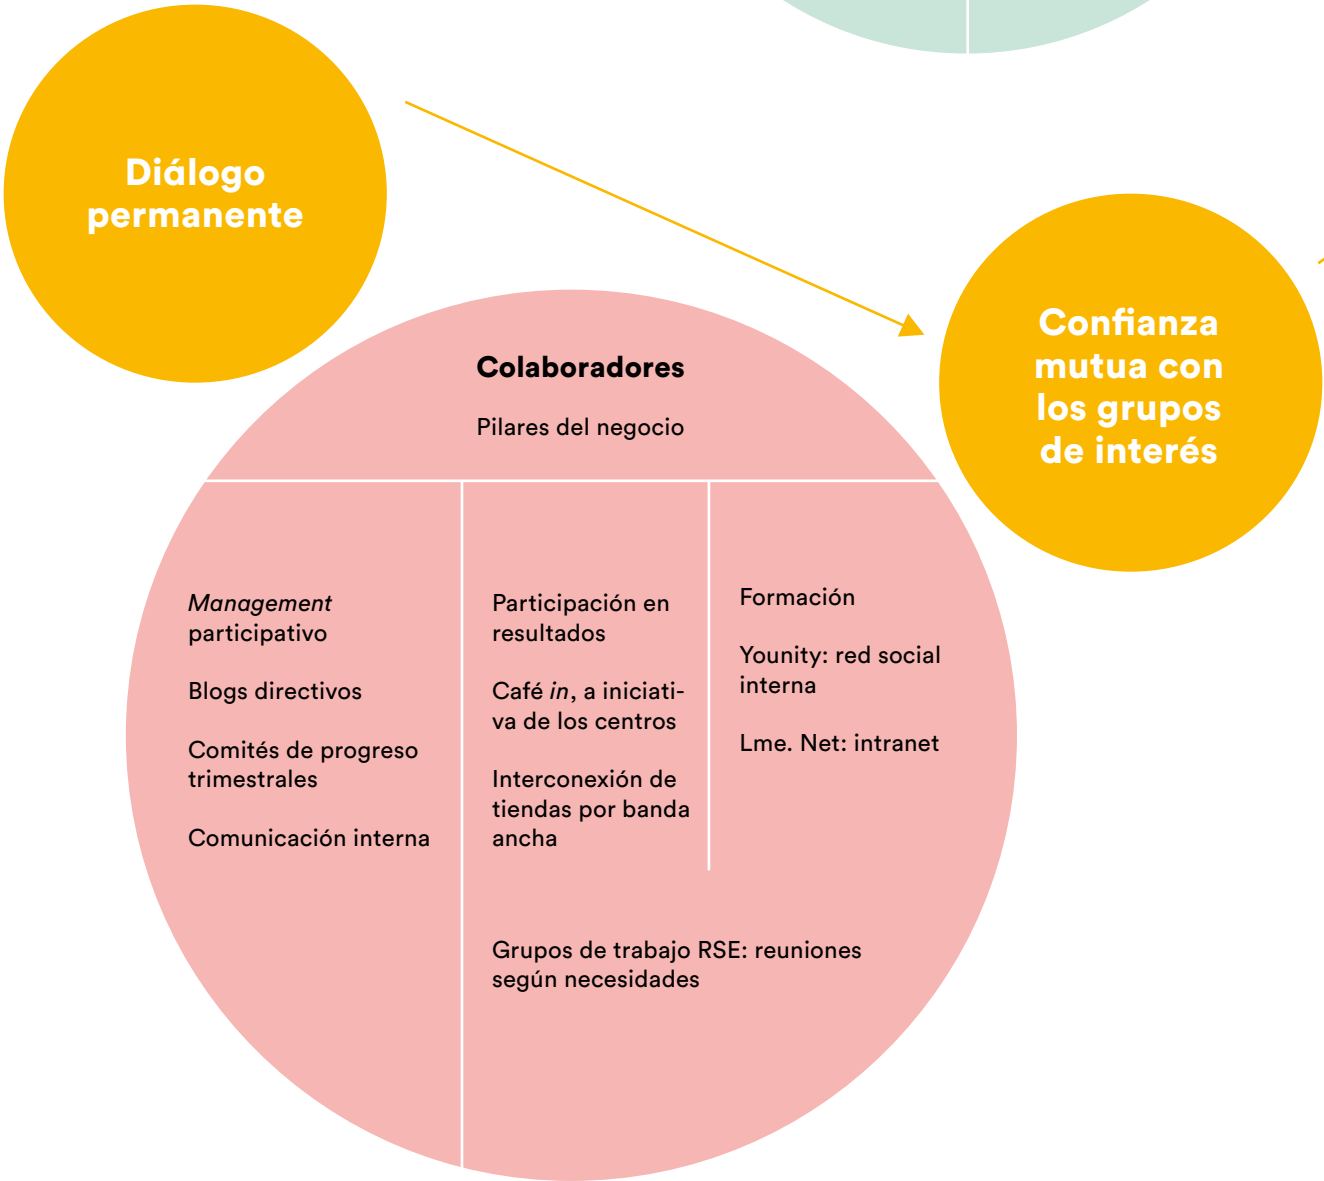 Diálogo
permanente
Confianza
mutua con
los grupos
de interés
Colaboradores
Pilares del negocio
Management
participativo
Blogs directivos
Comités de progreso
trimestrales
Comunicación interna
Participación en
resultados
Café in, a iniciati-
va de los centros
Interconexión de
tiendas por banda
ancha
Formación
Younity: red social
interna
Lme. Net: intranet
Grupos de trabajo RSE: reuniones
según necesidades